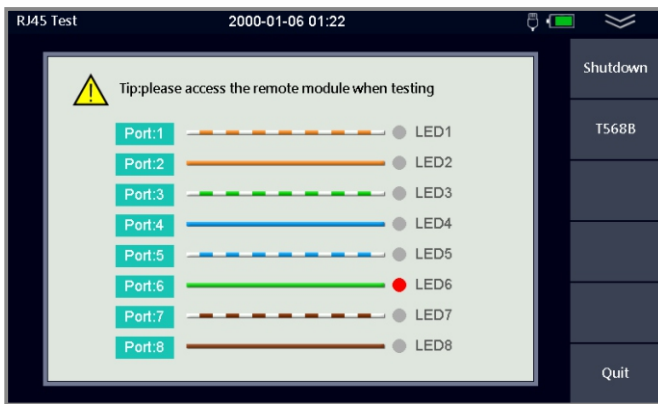 RJ45 Test 2000-01-06 01:22
Shutdown
Tip:please access the remote module when testing
T568B
Port:1 LED1
Port:2 LED2
Port:3 LED3
Port:4 LED4
Port:5 LED5
Port:6 LED6
Port:7 LED7
Port:8 LED8
Quit